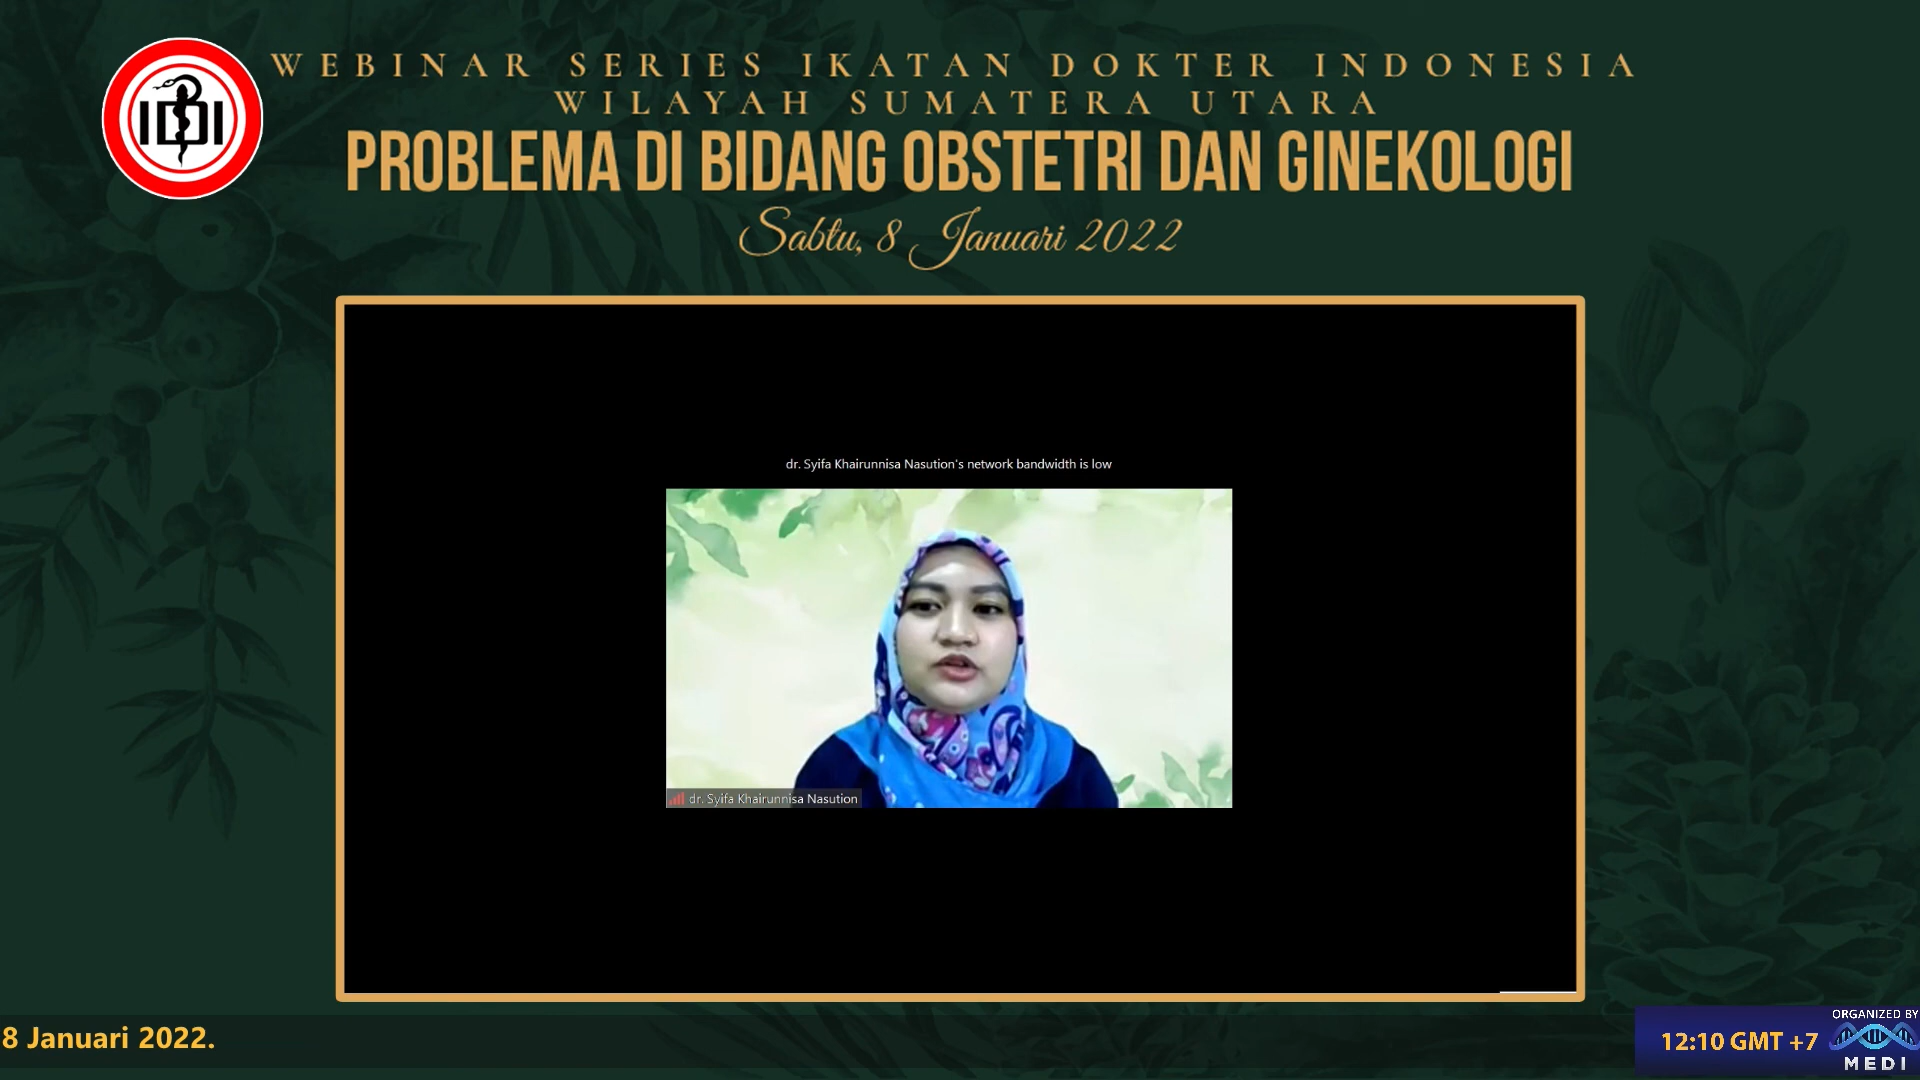 IDI
WEBINAR SERIES IKATAN DOKTER INDONESIA
WILAYAH SUMATERA UTARA
PROBLEMA DI BIDANG OBSTETRI DAN GINEKOLOGI
Sabtu, 8 Januari 2022
dr. Syifa Khairunnisa Nasution's network bandwidth is low
dr. Syifa Khairunnisa Nasution
8 Januari 2022.
12:10 GMT +7
ORGANIZED BY
MEDI